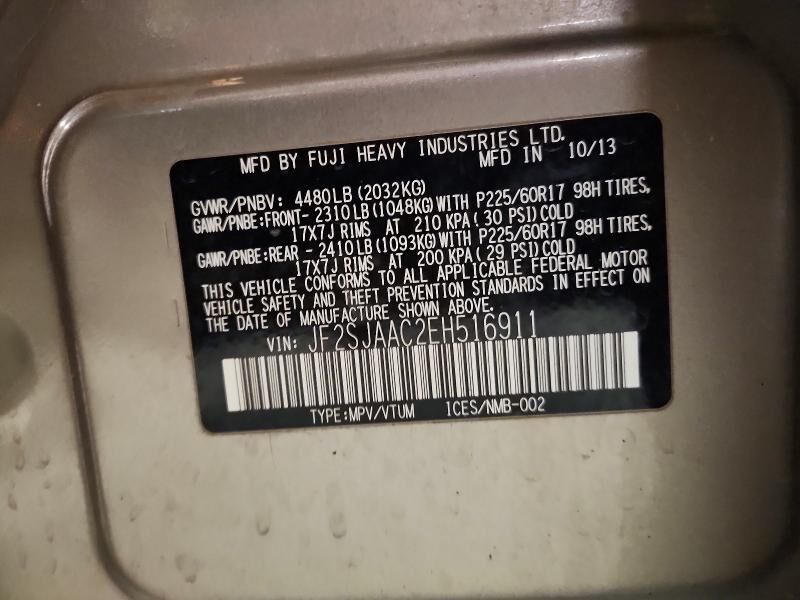 MFD BY FUJI HEAVY INDUSTRIES LTD.
MFD IN 10/13
GVWR/PNBV: 4480LB (2032KG)
GAWR/PNBE:FRONT- 2310LB (1048KG) WITH P225/60R17 98H TIRES,
17X7J RIMS AT 210 KPA ( 30 PSI) COLD
GAWR/PNBE:REAR - 2410LB (1093KG) WITH P225/60R17 98H TIRES,
17X7J RIMS AT 200 KPA ( 29 PSI) COLD
THIS VEHICLE CONFORMS TO ALL APPLICABLE FEDERAL MOTOR
VEHICLE SAFETY AND THEFT PREVENTION STANDARDS IN EFFECT ON
THE DATE OF MANUFACTURE SHOWN ABOVE.
VIN: JF2SJAAC2EH516911
TYPE:MPV/VTUM ICES/NMB-002